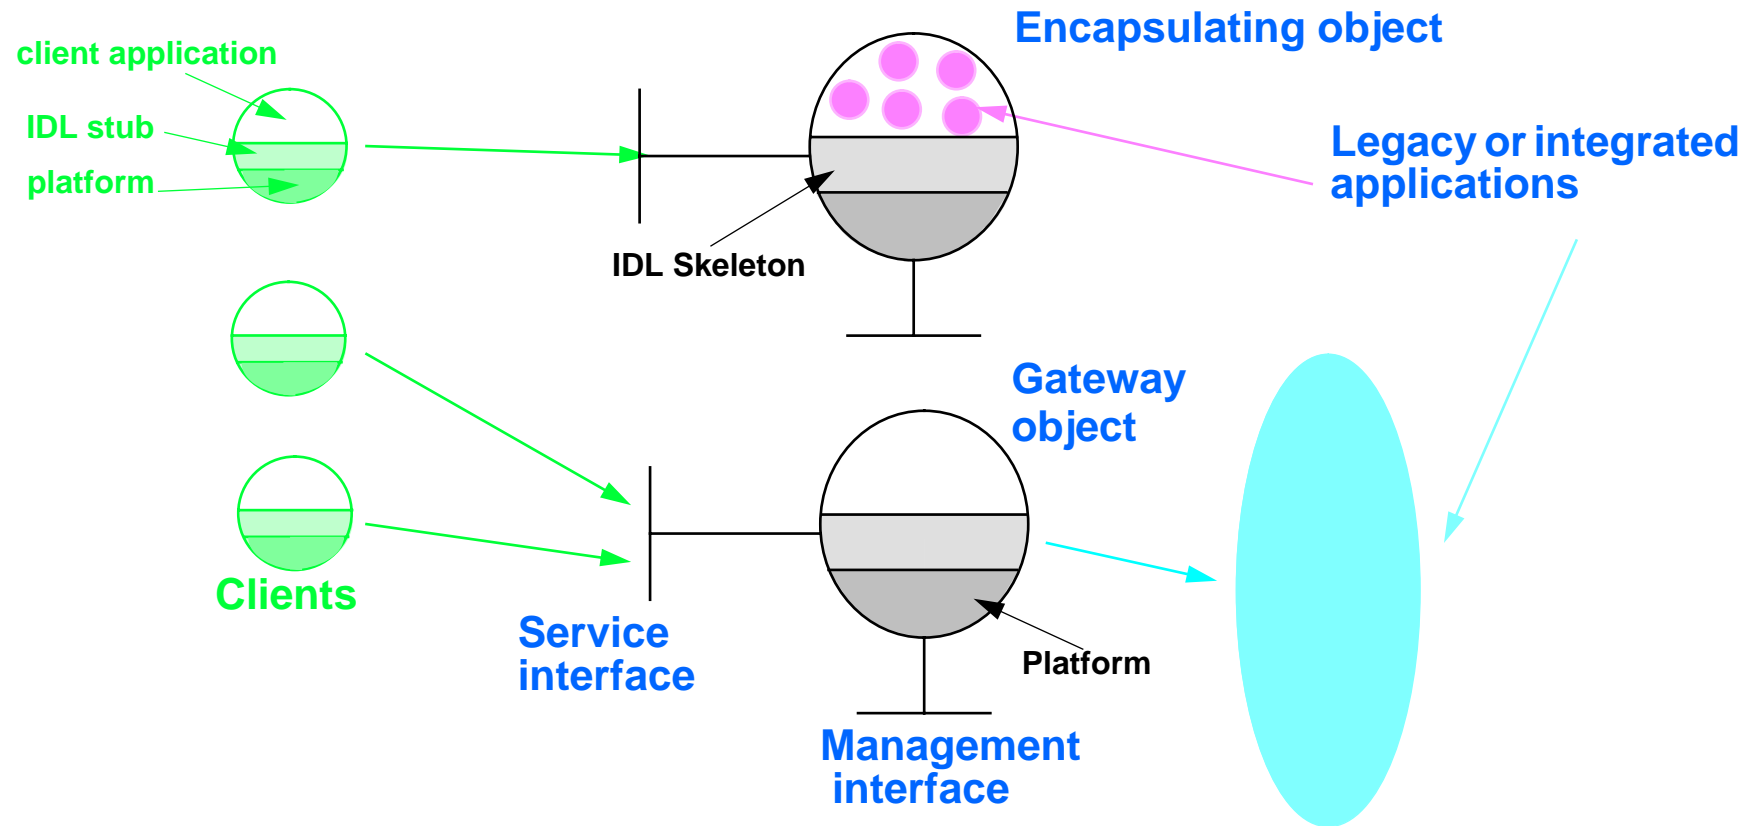 Encapsulating object
client application
IDL stub
platform
Legacy or integrated
applications
IDL Skeleton
Gateway
object
Clients
Service
interface
Platform
Management
interface